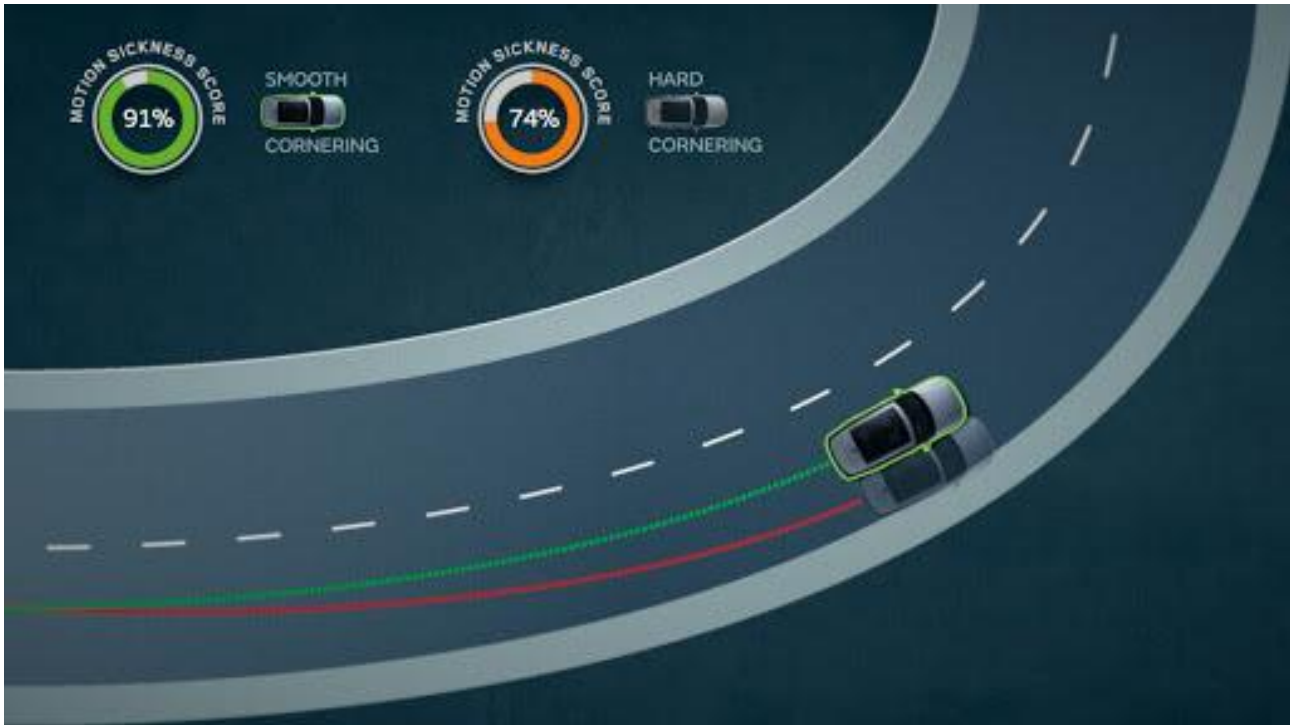 MOTION SICKNESS SCORE
91%
SMOOTH
CORNERING
MOTION SICKNESS SCORE
74%
HARD
CORNERING